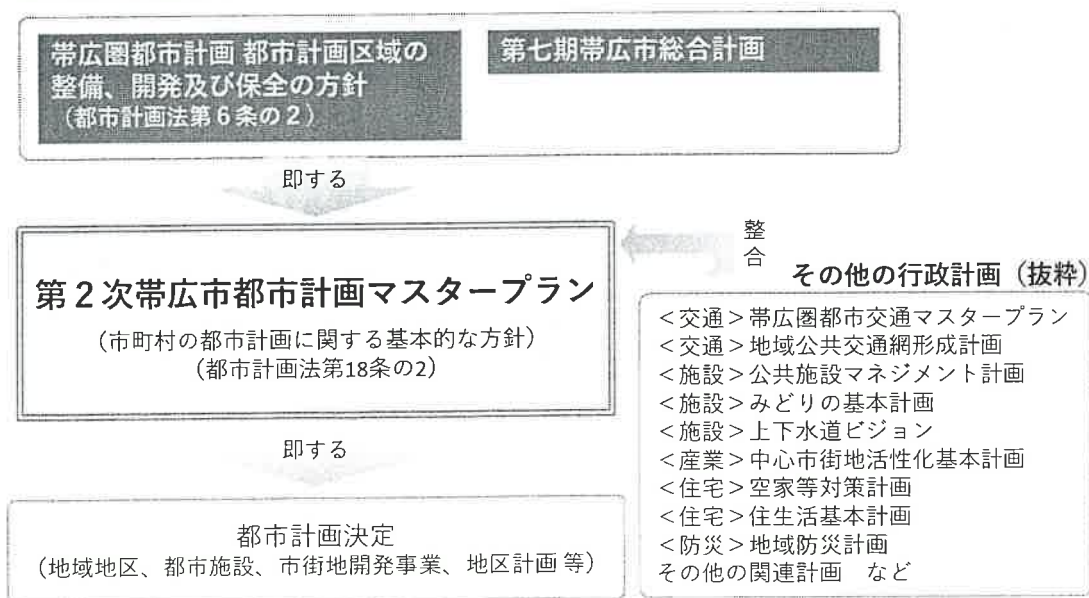 帯広圏都市計画 都市計画区域の
整備、開発及び保全の方針
(都市計画法第6条の2)
第七期帯広市総合計画
即する
第2次帯広市都市計画マスタープラン
(市町村の都市計画に関する基本的な方針)
(都市計画法第18条の2)
整
合
その他の行政計画（抜粋）
＜交通＞帯広圏都市交通マスタープラン
＜交通＞地域公共交通網形成計画
＜施設＞公共施設マネジメント計画
＜施設＞みどりの基本計画
＜施設＞上下水道ビジョン
＜産業＞中心市街地活性化基本計画
＜住宅＞空家等対策計画
＜住宅＞住生活基本計画
＜防災＞地域防災計画
その他の関連計画　など
即する
都市計画決定
(地域地区、都市施設、市街地開発事業、地区計画 等)